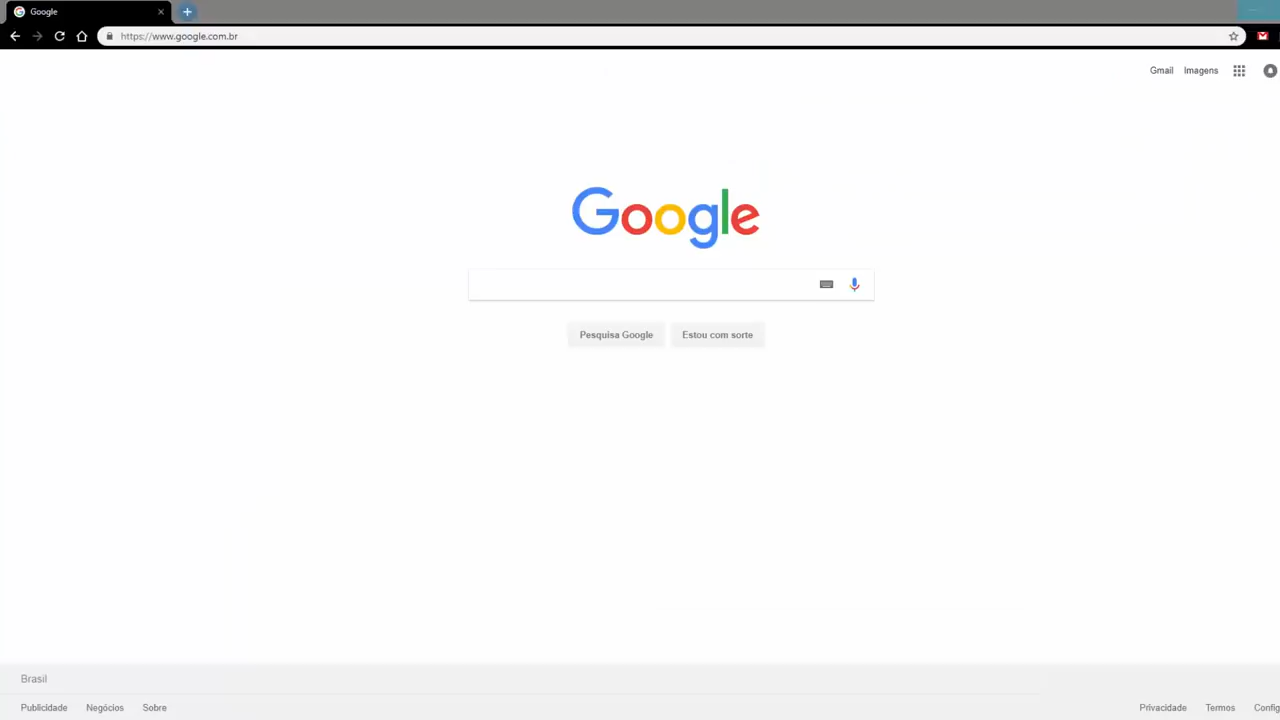 Google
https://www.google.com.br
Gmail Imagens
Google
Pesquisa Google Estou com sorte
Brasil
Publicidade Negócios Sobre
Privacidade Termos Config